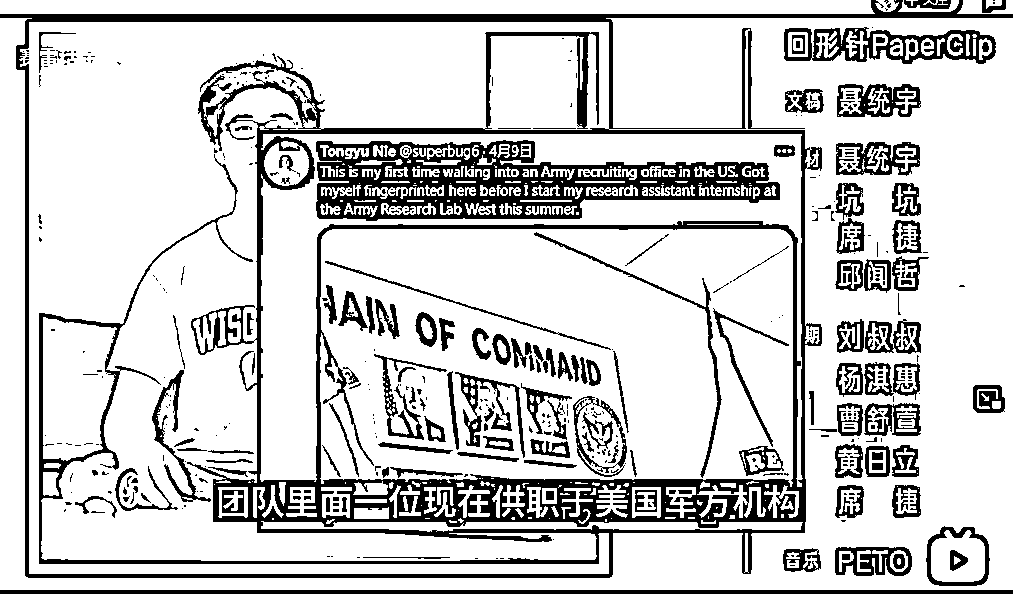 回形针PaperClip
文稿 聂统宇
聂统宇
坑 坑
席 捷
邱闻哲
刘叔叔
杨淇惠
曹舒萱
黄日立
席 捷
音乐 PETO
Tongyu Nie @superbug6 · 4月9日
This is my first time walking into an Army recruiting office in the US. Got
myself fingerprinted here before I start my research assistant internship at
the Army Research Lab West this summer.
HAIN OF COMMAND
WISC
RE
团队里面一位现在供职于美国军方机构